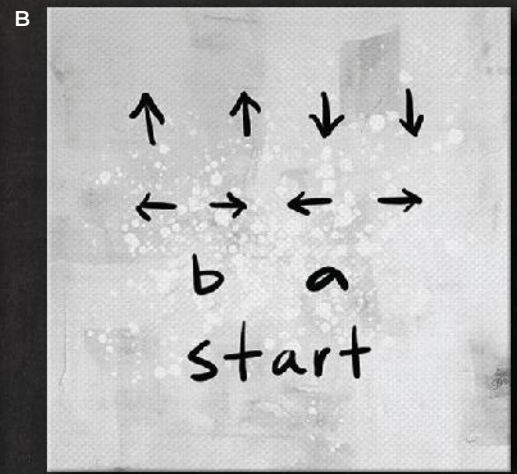 B
↑ ↑ ↓ ↓
← → ← →
b a
start